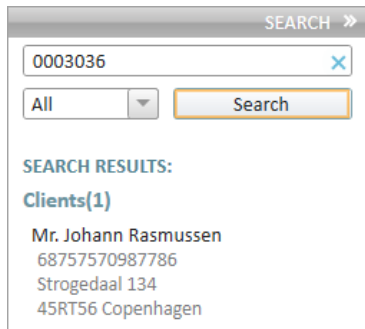 SEARCH »
0003036
All
Search
SEARCH RESULTS:
Clients(1)
Mr. Johann Rasmussen
68757570987786
Strogedaal 134
45RT56 Copenhagen